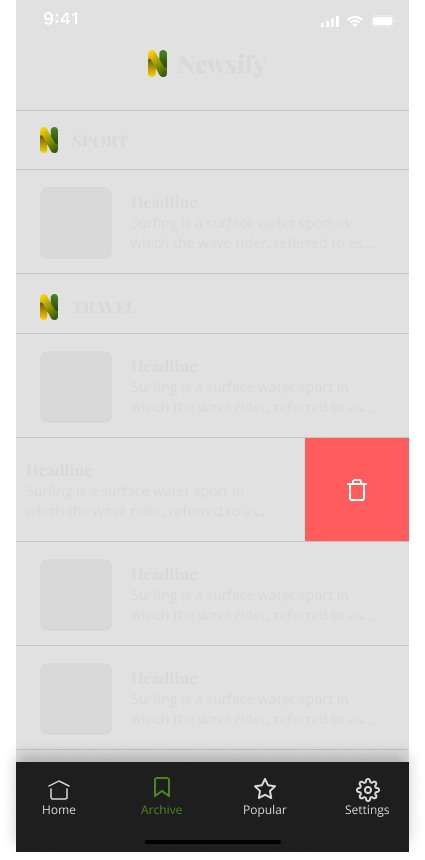 9:41
Newsify
SPORT
Headline
Surfing is a surface water sport in
which the wave rider, referred to as...
TRAVEL
Headline
Surfing is a surface water sport in
which the wave rider, referred to as...
Headline
Surfing is a surface water sport in
which the wave rider, referred to as...
Headline
Surfing is a surface water sport in
which the wave rider, referred to as...
Headline
Surfing is a surface water sport in
which the wave rider, referred to as...
Home Archive Popular Settings